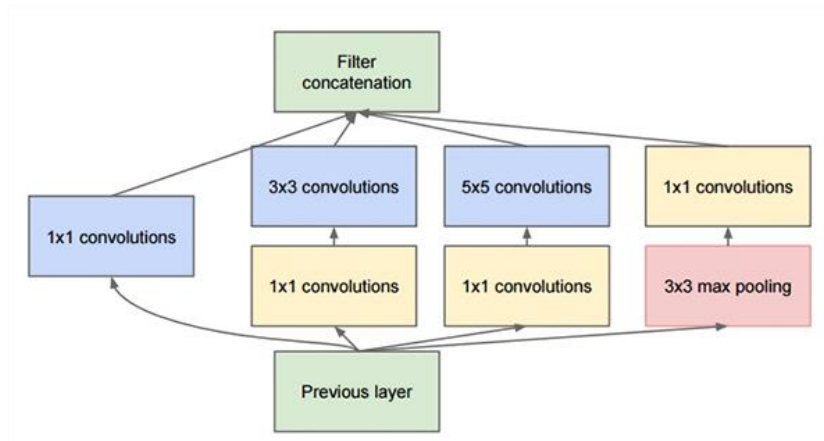 Filter
concatenation
3x3 convolutions
5x5 convolutions
1x1 convolutions
1x1 convolutions
1x1 convolutions
1x1 convolutions
3x3 max pooling
Previous layer